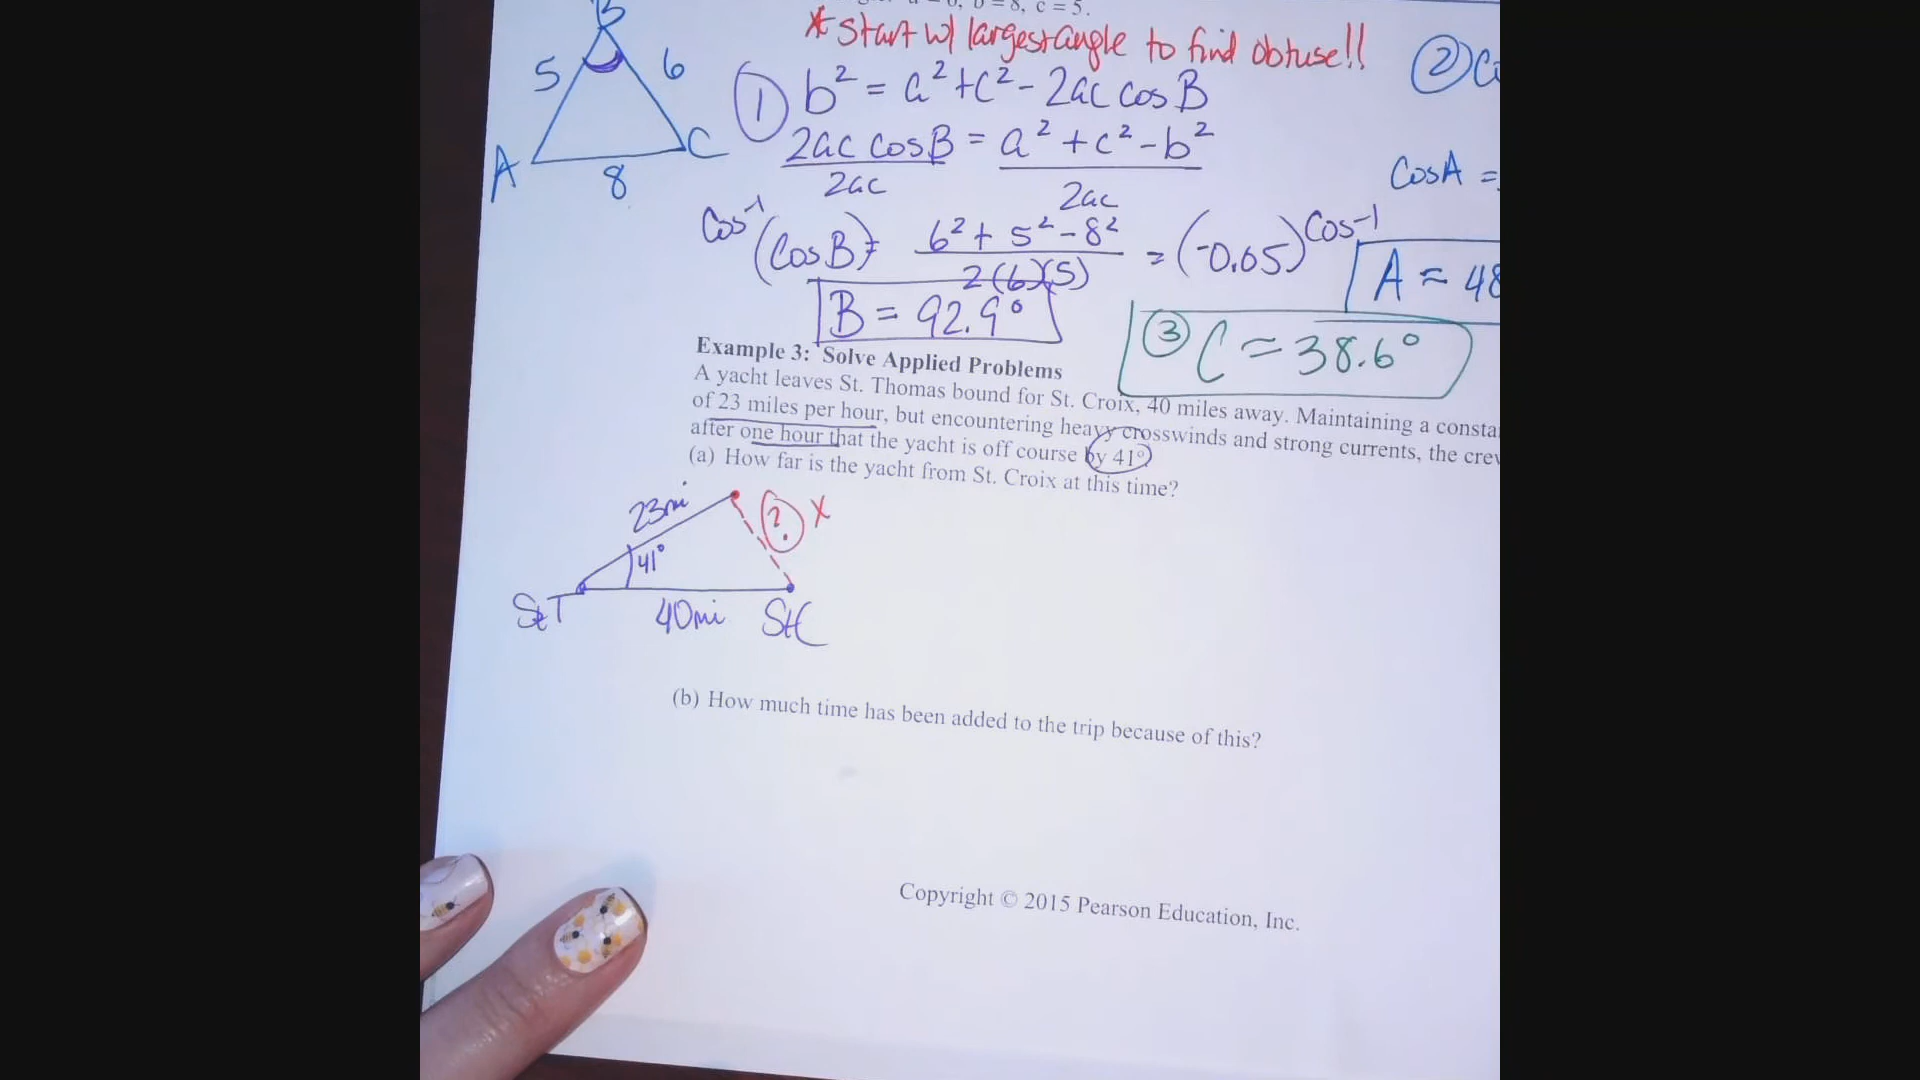 b = 8, c = 5.
* Start w/ largest angle to find obtuse!!
B
5
6
A
C
8
① b² = a² + c² - 2ac cos B
2ac cos B = a² + c² - b²
2ac
2ac
cos⁻¹ (cos B) = 6² + 5² - 8² = (-0.05) cos⁻¹
2(6)(5)
B = 92.9°
②
Cos A =
A ≈ 48
③ C ≈ 38.6°
Example 3: Solve Applied Problems
A yacht leaves St. Thomas bound for St. Croix, 40 miles away. Maintaining a consta
of 23 miles per hour, but encountering heavy crosswinds and strong currents, the crew
after one hour that the yacht is off course by 41°.
(a) How far is the yacht from St. Croix at this time?
23mi
? x
41°
St T
40mi
St C
(b) How much time has been added to the trip because of this?
Copyright © 2015 Pearson Education, Inc.